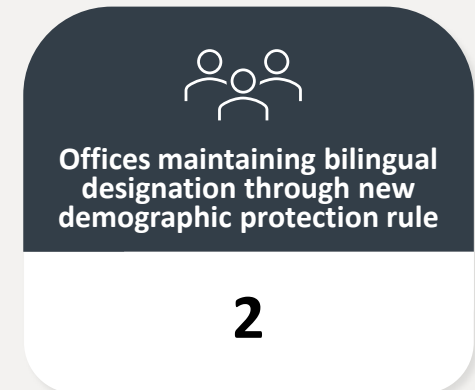 Offices maintaining bilingual
designation through new
demographic protection rule
2